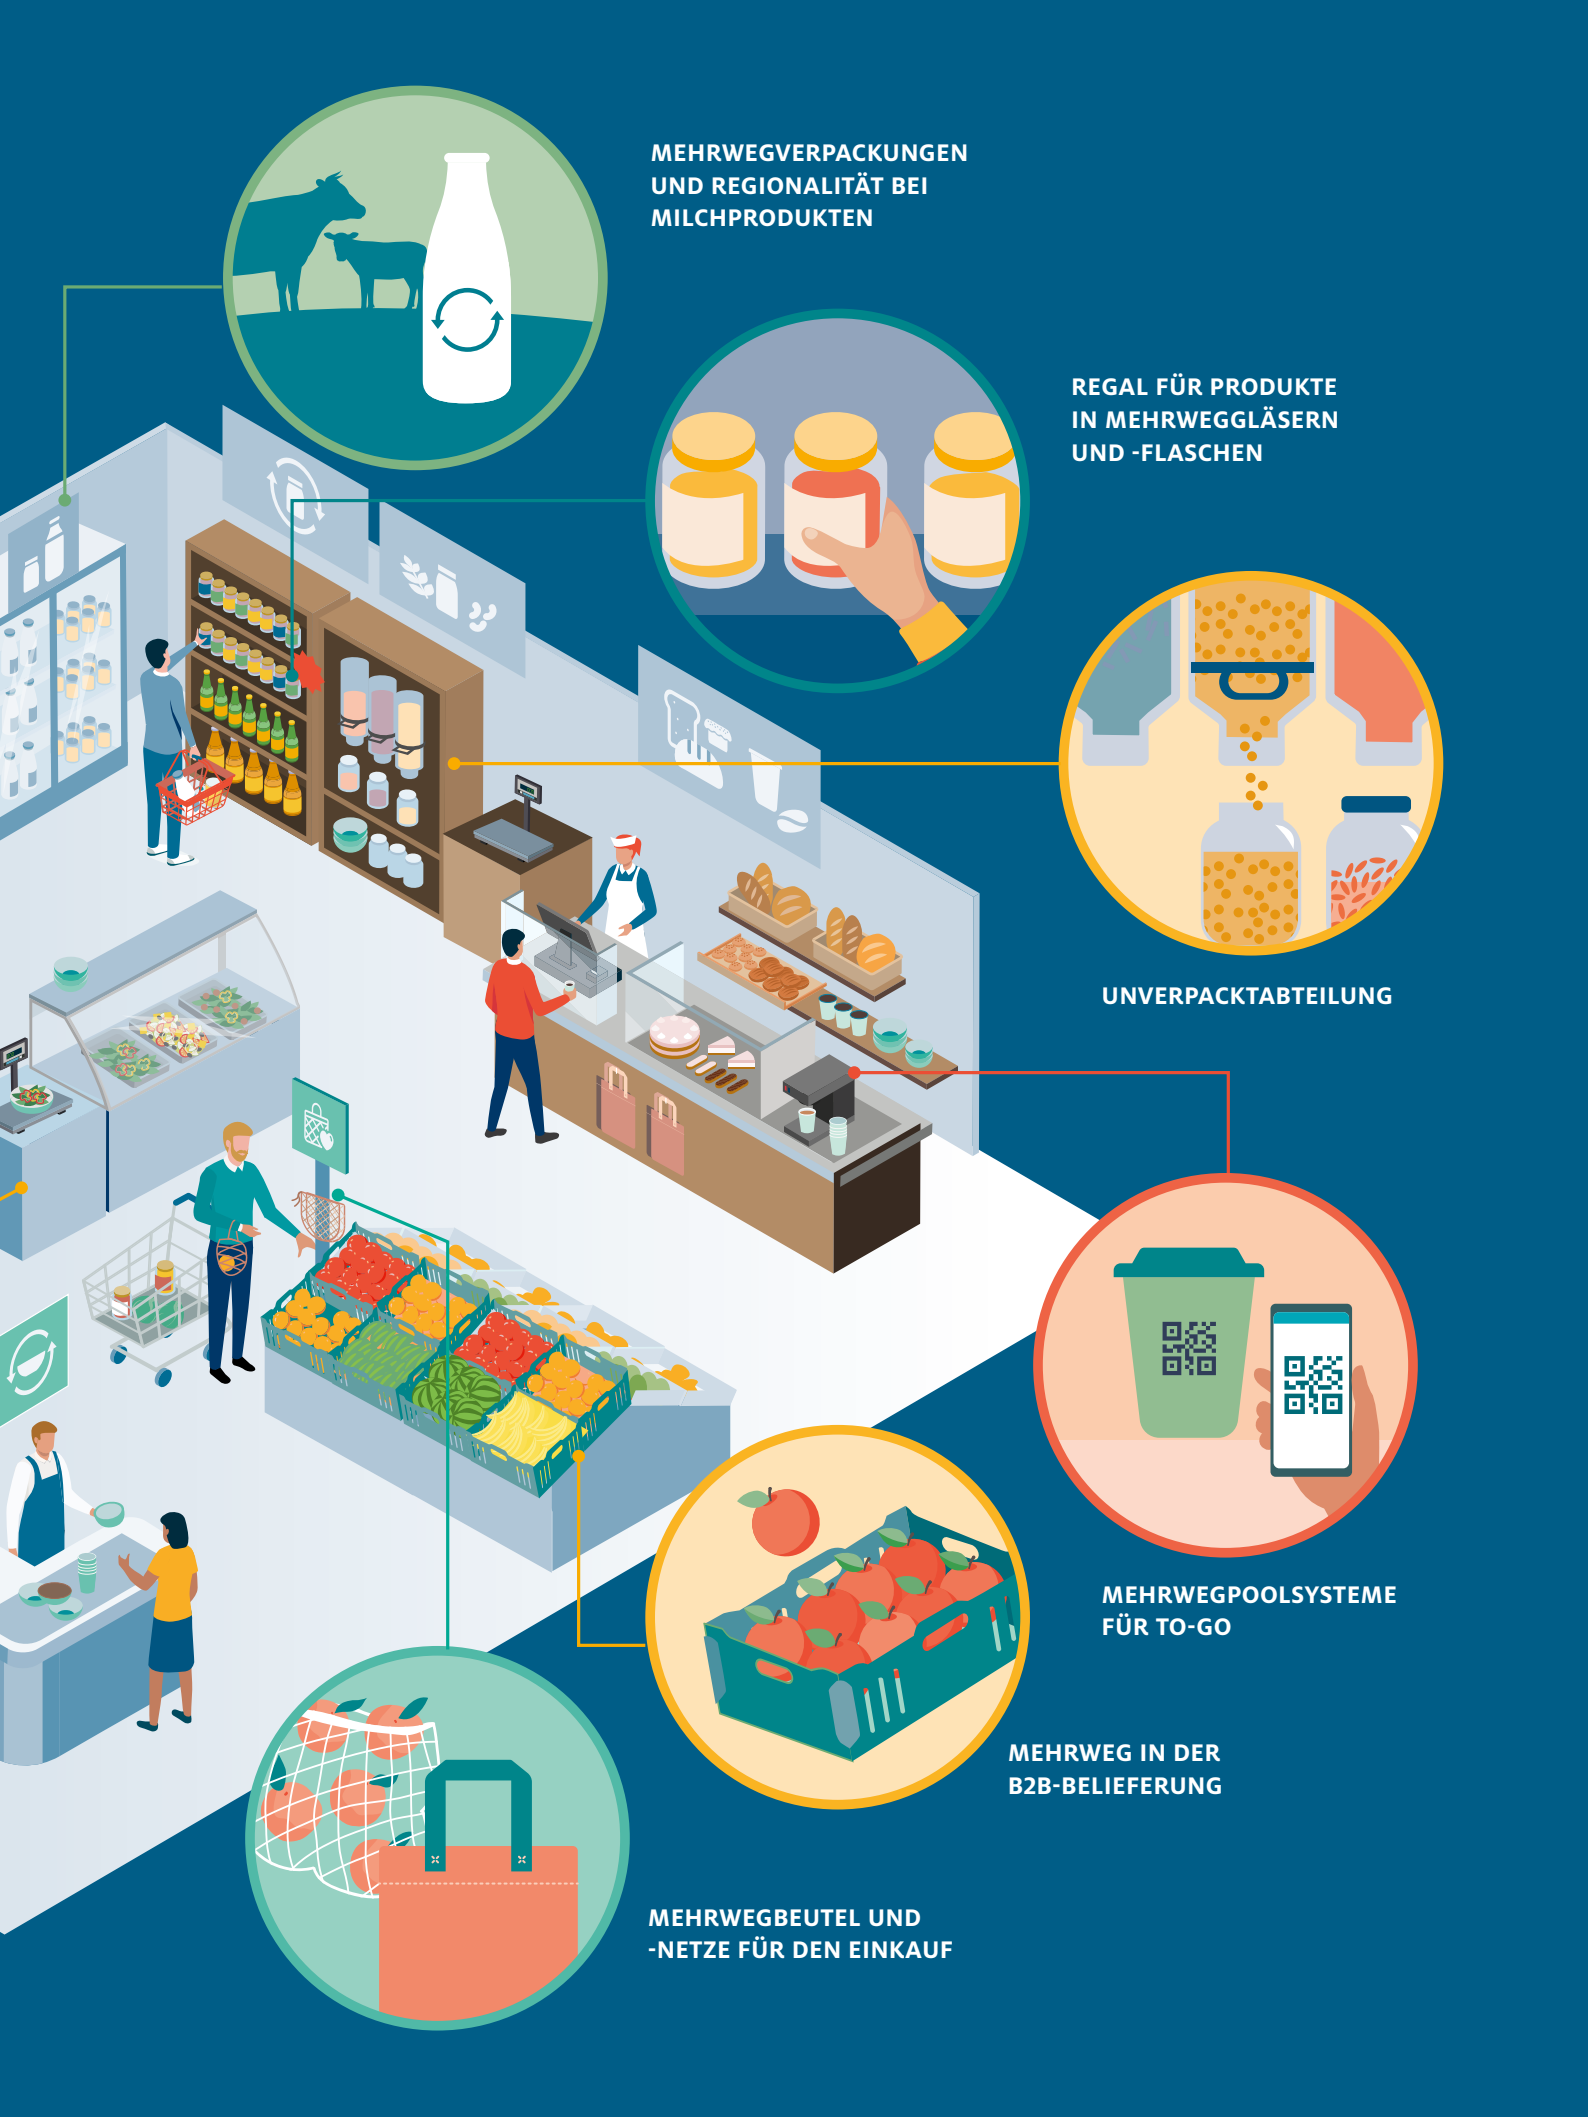 MEHRWEGVERPACKUNGEN
UND REGIONALITÄT BEI
MILCHPRODUKTEN
REGAL FÜR PRODUKTE
IN MEHRWEGGLÄSERN
UND -FLASCHEN
UNVERPACKTABTEILUNG
MEHRWEGPOOLSYSTEME
FÜR TO-GO
MEHRWEG IN DER
B2B-BELIEFERUNG
MEHRWEGBEUTEL UND
-NETZE FÜR DEN EINKAUF